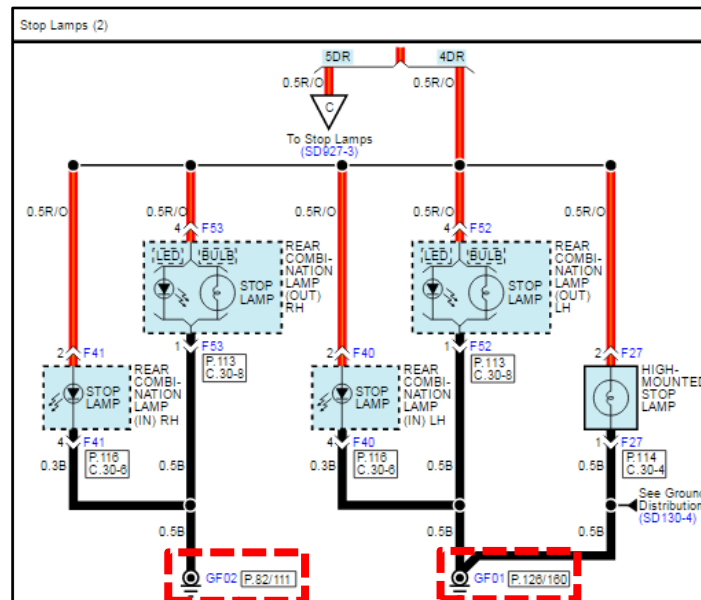 Stop Lamps (2)
5DR
4DR
0.5R/O
0.5R/O
C
To Stop Lamps
(SD927-3)
0.5R/O
0.5R/O
0.5R/O
0.5R/O
0.5R/O
4
F53
4
F52
LED
BULB
STOP
LAMP
REAR
COMBI-
NATION
LAMP
(OUT)
RH
LED
BULB
STOP
LAMP
REAR
COMBI-
NATION
LAMP
(OUT)
LH
1
F53
P.113
C.30-8
1
F52
P.113
C.30-8
2
F41
STOP
LAMP
REAR
COMBI-
NATION
LAMP
(IN) RH
2
F40
STOP
LAMP
REAR
COMBI-
NATION
LAMP
(IN) LH
2
F27
HIGH-
MOUNTED
STOP
LAMP
4
F41
P.116
C.30-6
4
F40
P.116
C.30-6
1
F27
P.114
C.30-4
0.3B
0.5B
0.3B
0.5B
0.5B
See Ground
Distribution
(SD130-4)
0.5B
0.5B
0.5B
GF02
P.82/111
GF01
P.126/160